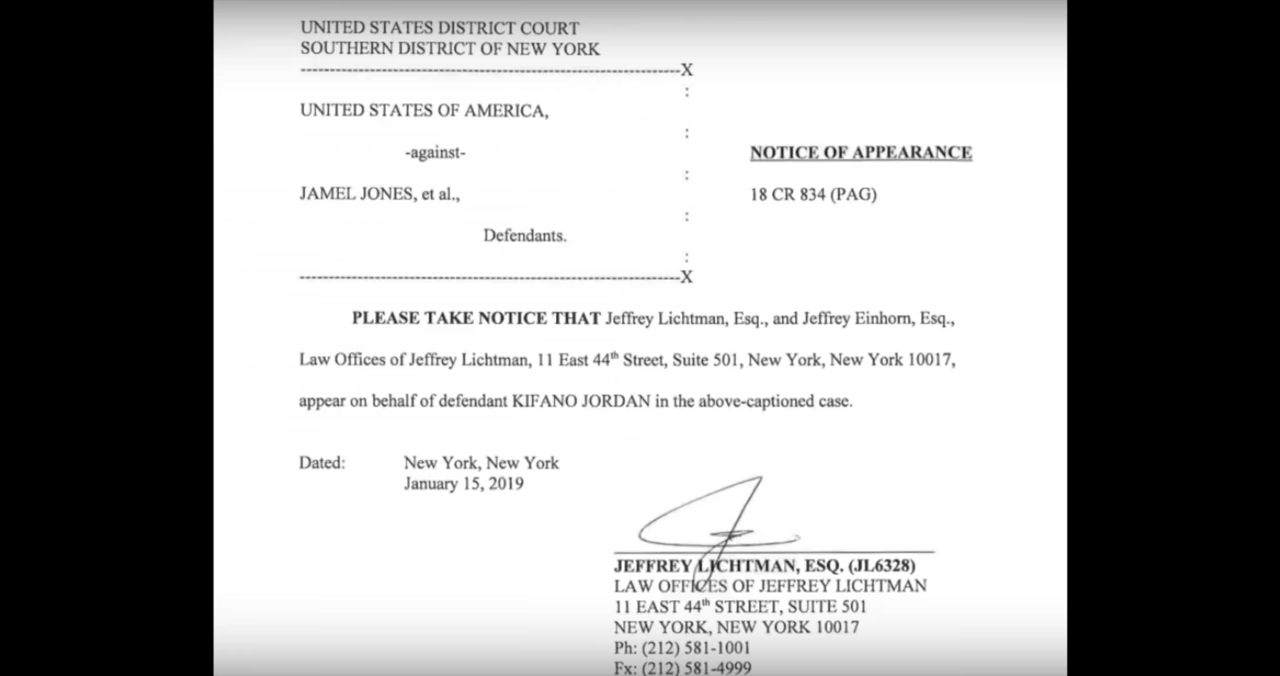 UNITED STATES DISTRICT COURT
SOUTHERN DISTRICT OF NEW YORK
----------------------------------------------------------------X
:
UNITED STATES OF AMERICA,
:
-against-
NOTICE OF APPEARANCE
:
JAMEL JONES, et al.,
18 CR 834 (PAG)
:
Defendants.
:
----------------------------------------------------------------X
PLEASE TAKE NOTICE THAT Jeffrey Lichtman, Esq., and Jeffrey Einhorn, Esq.,
Law Offices of Jeffrey Lichtman, 11 East 44th Street, Suite 501, New York, New York 10017,
appear on behalf of defendant KIFANO JORDAN in the above-captioned case.
Dated: New York, New York
January 15, 2019
JEFFREY LICHTMAN, ESQ. (JL6328)
LAW OFFICES OF JEFFREY LICHTMAN
11 EAST 44th STREET, SUITE 501
NEW YORK, NEW YORK 10017
Ph: (212) 581-1001
Fx: (212) 581-4999